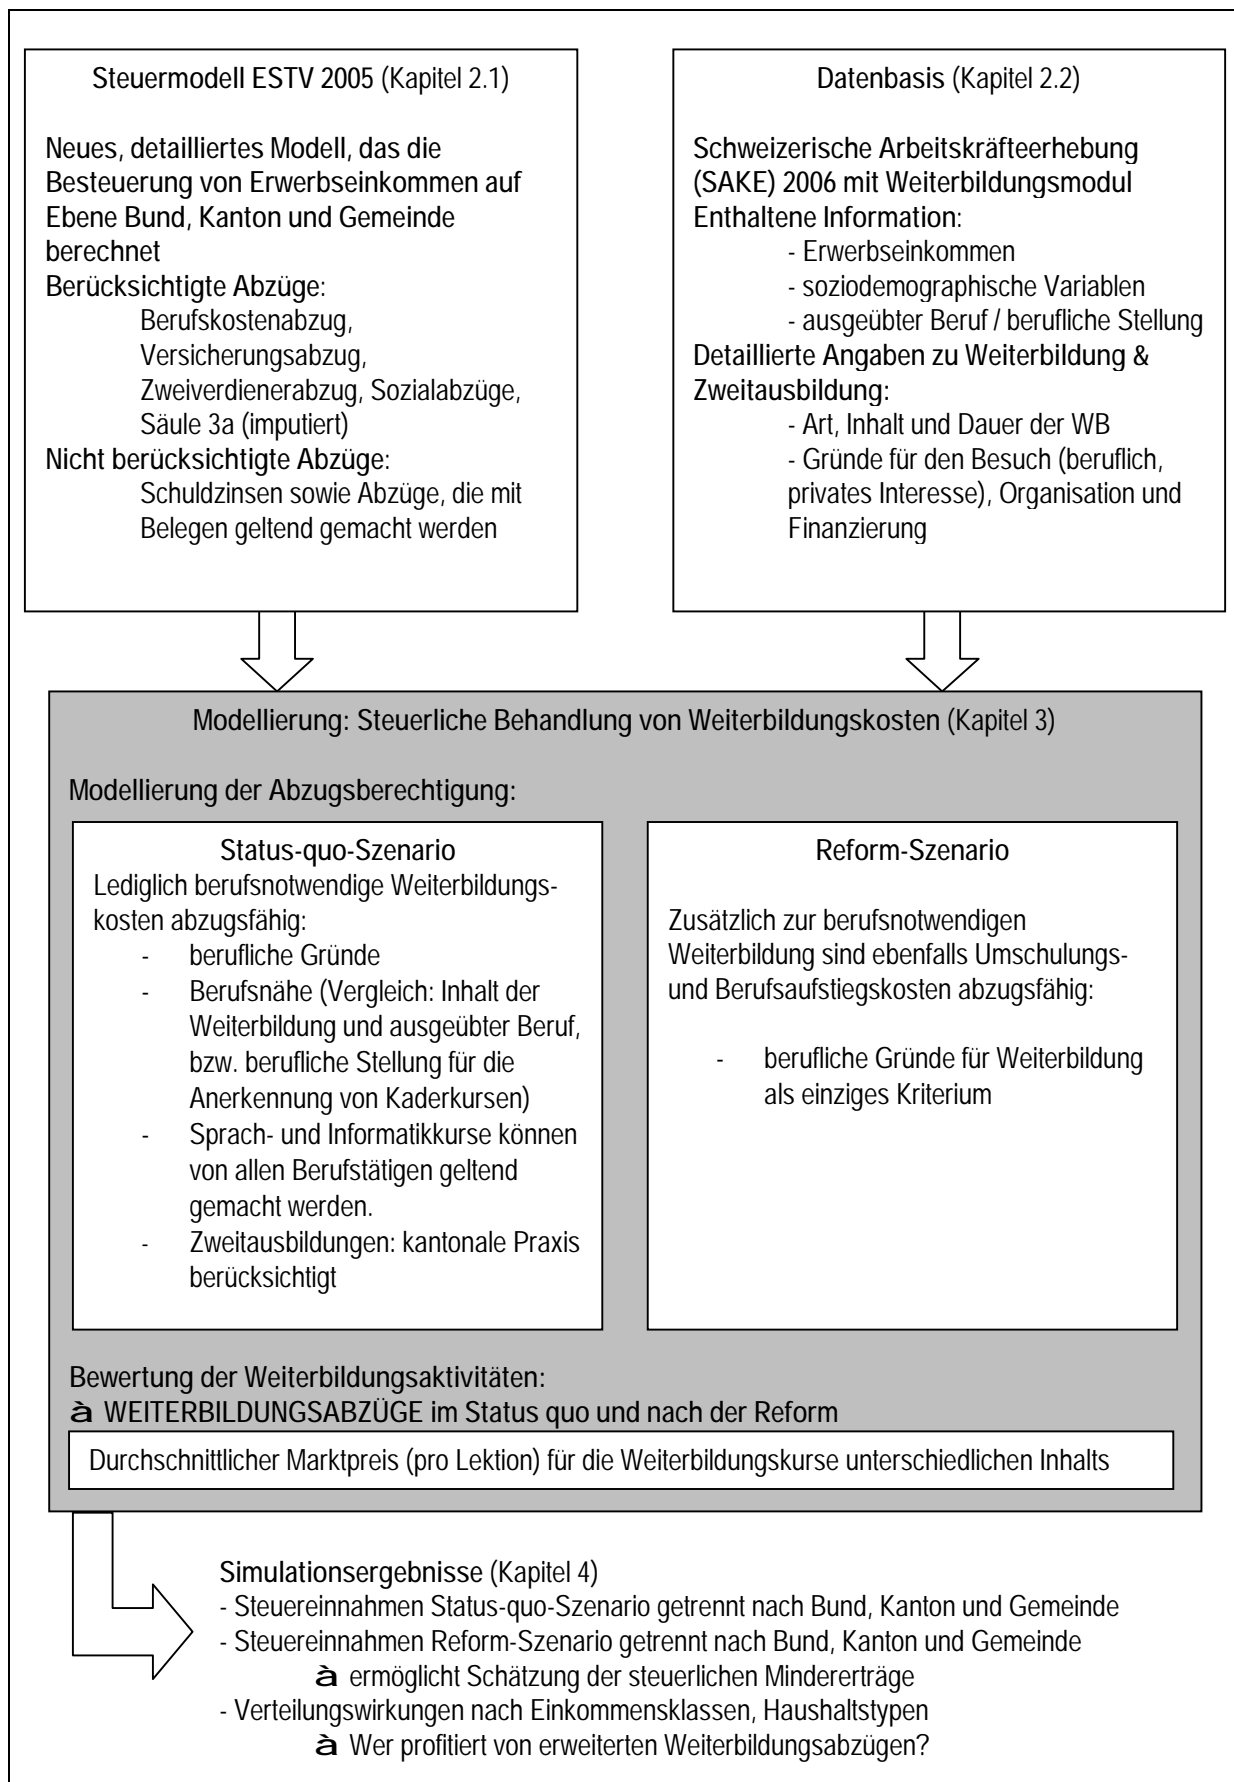 Steuermodell ESTV 2005 (Kapitel 2.1)
Neues, detailliertes Modell, das die
Besteuerung von Erwerbseinkommen auf
Ebene Bund, Kanton und Gemeinde
berechnet
Berücksichtigte Abzüge:
Berufskostenabzug,
Versicherungsabzug,
Zweiverdienerabzug, Sozialabzüge,
Säule 3a (imputiert)
Nicht berücksichtigte Abzüge:
Schuldzinsen sowie Abzüge, die mit
Belegen geltend gemacht werden
Datenbasis (Kapitel 2.2)
Schweizerische Arbeitskräfteerhebung
(SAKE) 2006 mit Weiterbildungsmodul
Enthaltene Information:
- Erwerbseinkommen
- soziodemographische Variablen
- ausgeübter Beruf / berufliche Stellung
Detaillierte Angaben zu Weiterbildung &
Zweitausbildung:
- Art, Inhalt und Dauer der WB
- Gründe für den Besuch (beruflich,
privates Interesse), Organisation und
Finanzierung
Modellierung: Steuerliche Behandlung von Weiterbildungskosten (Kapitel 3)
Modellierung der Abzugsberechtigung:
Status-quo-Szenario
Lediglich berufsnotwendige Weiterbildungs-
kosten abzugsfähig:
- berufliche Gründe
- Berufsnähe (Vergleich: Inhalt der
Weiterbildung und ausgeübter Beruf,
bzw. berufliche Stellung für die
Anerkennung von Kaderkursen)
- Sprach- und Informatikkurse können
von allen Berufstätigen geltend
gemacht werden.
- Zweitausbildungen: kantonale Praxis
berücksichtigt
Reform-Szenario
Zusätzlich zur berufsnotwendigen
Weiterbildung sind ebenfalls Umschulungs-
und Berufsaufstiegskosten abzugsfähig:
- berufliche Gründe für Weiterbildung
als einziges Kriterium
Bewertung der Weiterbildungsaktivitäten:
à WEITERBILDUNGSABZÜGE im Status quo und nach der Reform
Durchschnittlicher Marktpreis (pro Lektion) für die Weiterbildungskurse unterschiedlichen Inhalts
Simulationsergebnisse (Kapitel 4)
- Steuereinnahmen Status-quo-Szenario getrennt nach Bund, Kanton und Gemeinde
- Steuereinnahmen Reform-Szenario getrennt nach Bund, Kanton und Gemeinde
à ermöglicht Schätzung der steuerlichen Mindererträge
- Verteilungswirkungen nach Einkommensklassen, Haushaltstypen
à Wer profitiert von erweiterten Weiterbildungsabzügen?